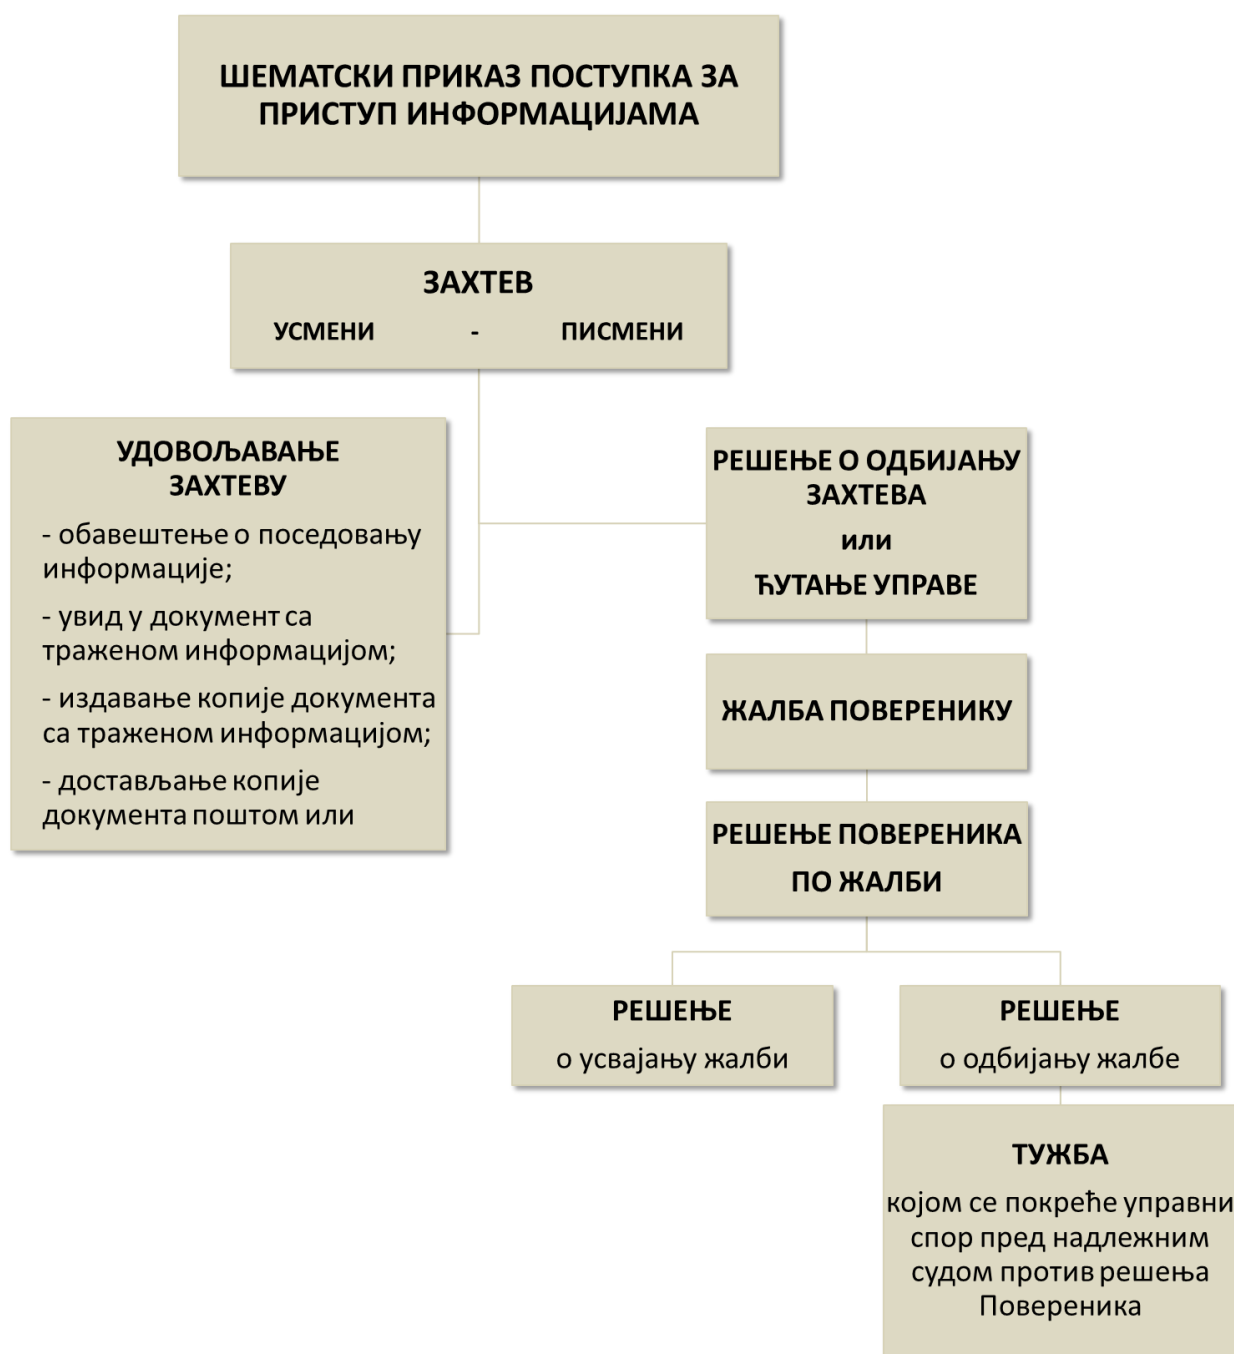 ШЕМАТСКИ ПРИКАЗ ПОСТУПКА ЗА
ПРИСТУП ИНФОРМАЦИЈАМА
ЗАХТЕВ
УСМЕНИ - ПИСМЕНИ
УДОВОЉАВАЊЕ
ЗАХТЕВУ
- обавештење о поседовању
информације;
- увид у документ са
траженом информацијом;
- издавање копије документа
са траженом информацијом;
- достављање копије
документа поштом или
РЕШЕЊЕ О ОДБИЈАЊУ
ЗАХТЕВА
или
ЋУТАЊЕ УПРАВЕ
ЖАЛБА ПОВЕРЕНИКУ
РЕШЕЊЕ ПОВЕРЕНИКА
ПО ЖАЛБИ
РЕШЕЊЕ
о усвајању жалби
РЕШЕЊЕ
о одбијању жалбе
ТУЖБА
којом се покреће управни
спор пред надлежним
судом против решења
Повереника